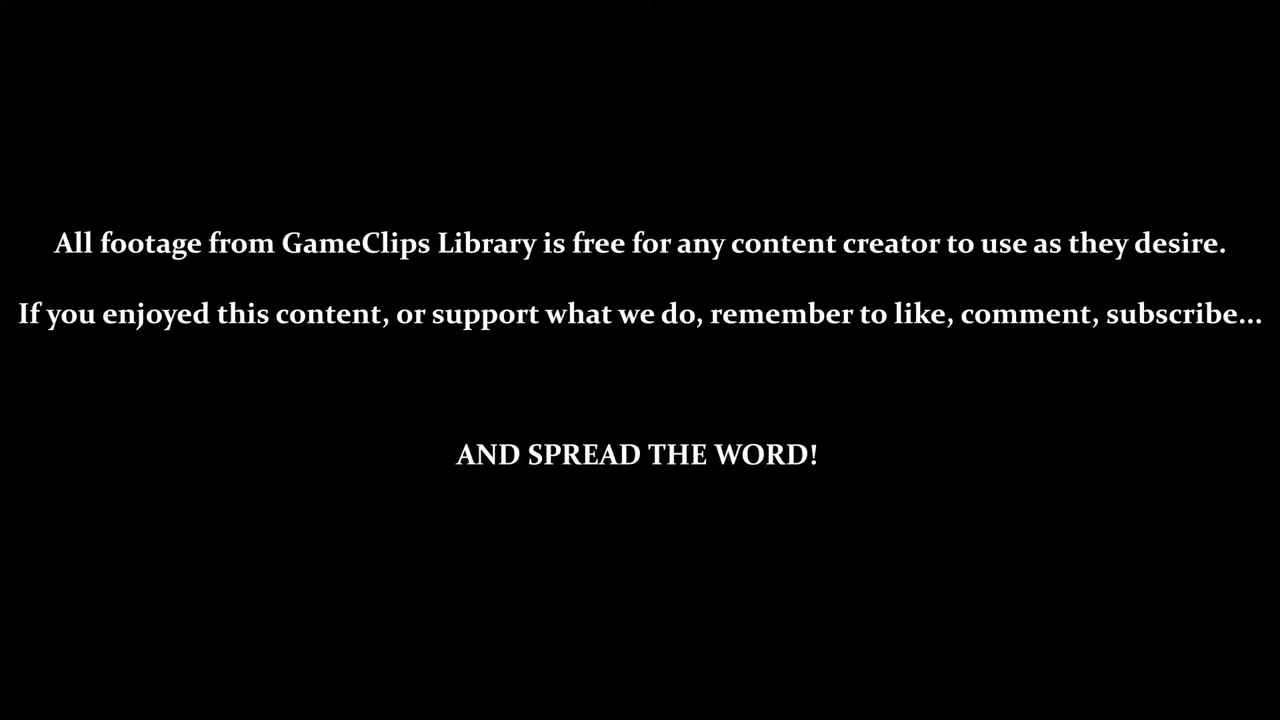 All footage from GameClips Library is free for any content creator to use as they desire.
If you enjoyed this content, or support what we do, remember to like, comment, subscribe...
AND SPREAD THE WORD!